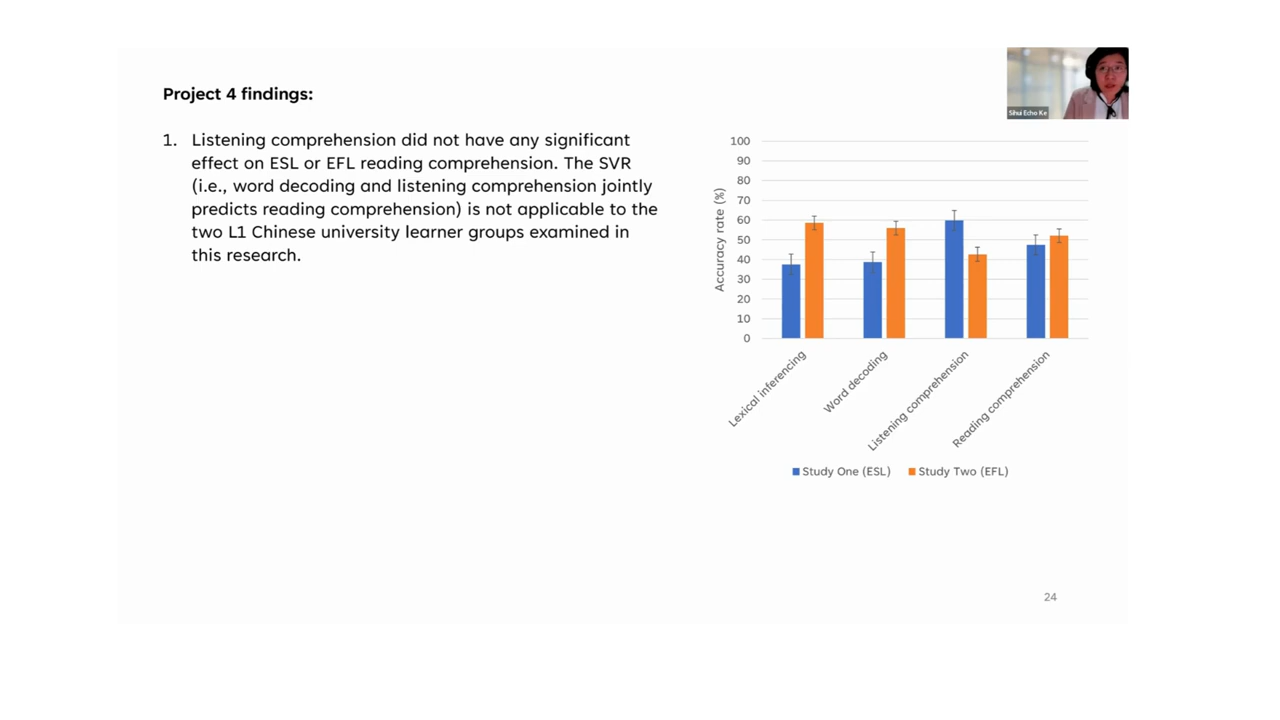 Project 4 findings:
1. Listening comprehension did not have any significant
effect on ESL or EFL reading comprehension. The SVR
(i.e., word decoding and listening comprehension jointly
predicts reading comprehension) is not applicable to the
two L1 Chinese university learner groups examined in
this research.
Sihui Echo Ke
Accuracy rate (%)
100
90
80
70
60
50
40
30
20
10
0
Lexical inferencing
Word decoding
Listening comprehension
Reading comprehension
Study One (ESL) Study Two (EFL)
24